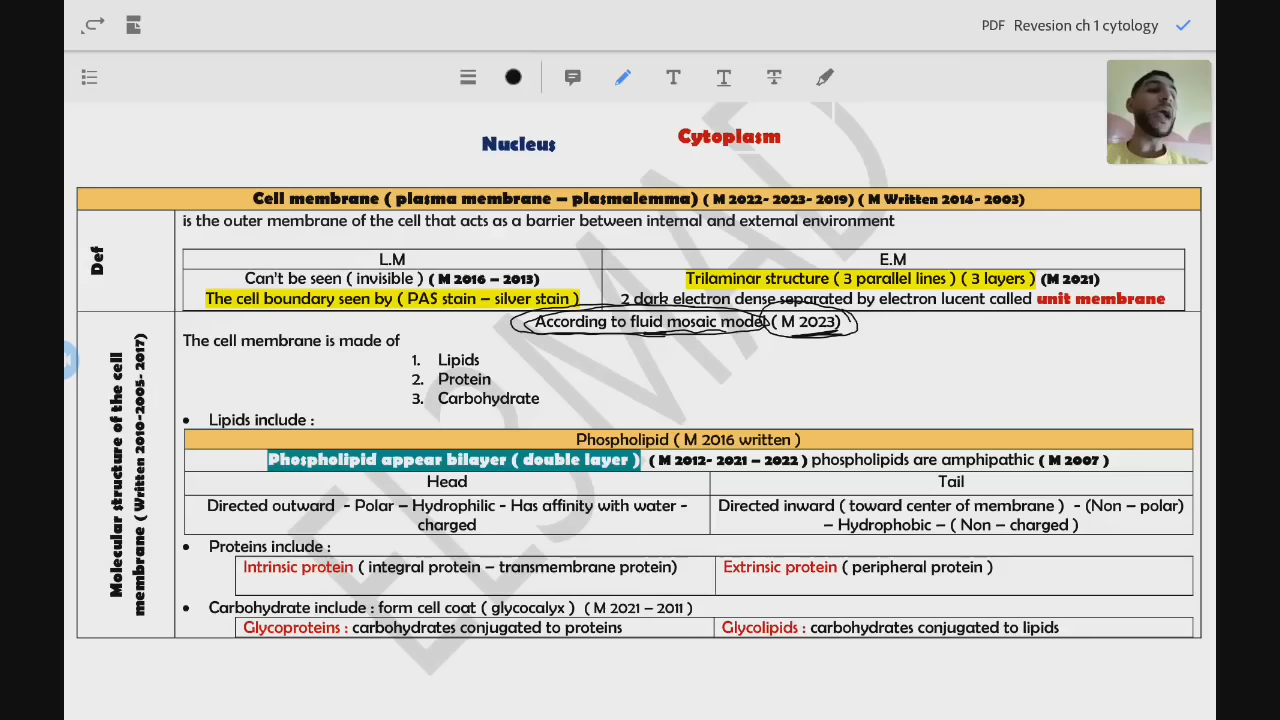 PDF Revesion ch 1 cytology
Nucleus
Cytoplasm
Cell membrane ( plasma membrane – plasmalemma) ( M 2022- 2023- 2019) ( M Written 2014- 2003)
Def
is the outer membrane of the cell that acts as a barrier between internal and external environment
L.M
E.M
Can't be seen ( invisible ) ( M 2016 – 2013)
Trilaminar structure ( 3 parallel lines ) ( 3 layers ) (M 2021)
The cell boundary seen by ( PAS stain – silver stain )
2 dark electron dense separated by electron lucent called unit membrane
Molecular structure of the cell
membrane ( Written 2010-2005- 2017)
According to fluid mosaic model ( M 2023)
The cell membrane is made of
1. Lipids
2. Protein
3. Carbohydrate
• Lipids include :
Phospholipid ( M 2016 written )
Phospholipid appear bilayer ( double layer ) ( M 2012- 2021 – 2022 ) phospholipids are amphipathic ( M 2007 )
Head
Tail
Directed outward - Polar – Hydrophilic - Has affinity with water -
charged
Directed inward ( toward center of membrane ) - (Non – polar)
– Hydrophobic – ( Non – charged )
• Proteins include :
Intrinsic protein ( integral protein – transmembrane protein)
Extrinsic protein ( peripheral protein )
• Carbohydrate include : form cell coat ( glycocalyx ) ( M 2021 – 2011 )
Glycoproteins : carbohydrates conjugated to proteins
Glycolipids : carbohydrates conjugated to lipids
EL3MAD